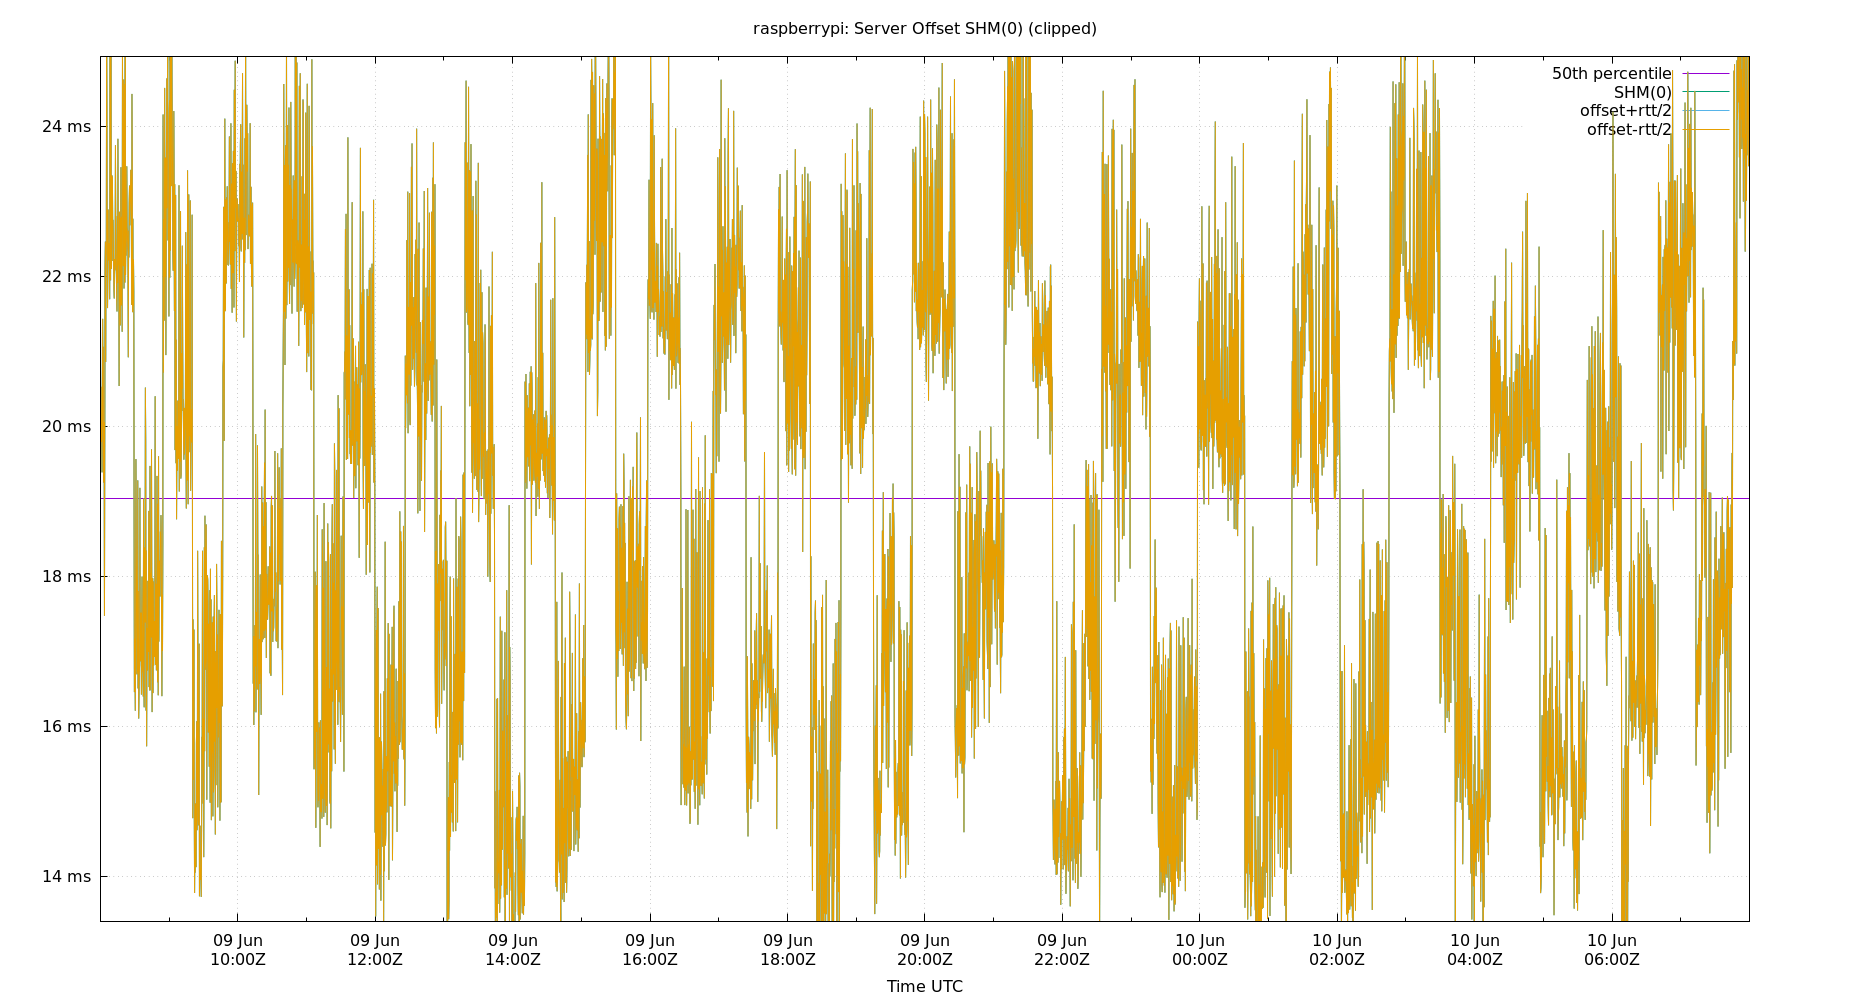 raspberrypi: Server Offset SHM(0) (clipped)
50th percentile
SHM(0)
offset+rtt/2
offset-rtt/2
24 ms
22 ms
20 ms
18 ms
16 ms
14 ms
09 Jun 09 Jun 09 Jun 09 Jun 09 Jun 09 Jun 09 Jun 10 Jun 10 Jun 10 Jun 10 Jun
10:00Z 12:00Z 14:00Z 16:00Z 18:00Z 20:00Z 22:00Z 00:00Z 02:00Z 04:00Z 06:00Z
Time UTC